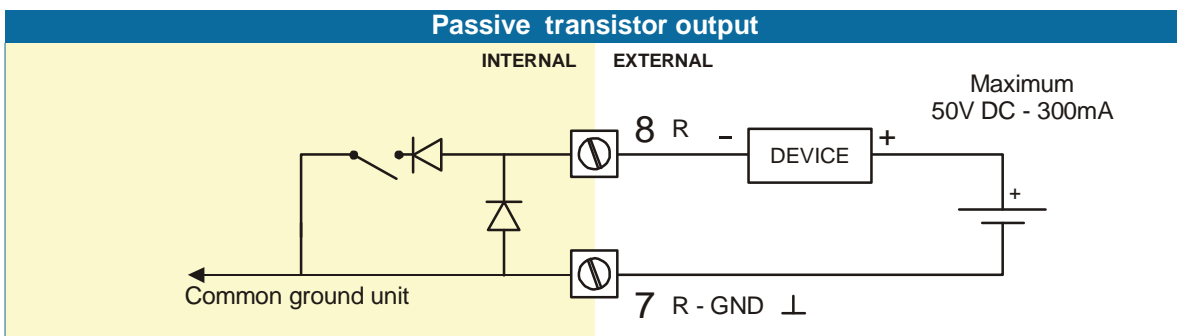 Passive transistor output
INTERNAL EXTERNAL
Maximum
50V DC - 300mA
8 R - DEVICE +
+
Common ground unit
7 R - GND ⊥